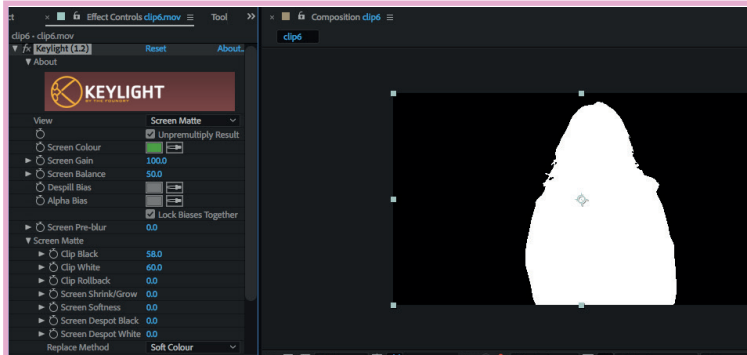 ct × Effect Controls clip6.mov ≡ Tool >> × Composition clip6 ≡
clip6 - clip6.mov
clip6
fx Keylight (1.2) Reset About..
About
KEYLIGHT
BY THE FOUNDRY
View Screen Matte
Unpremultiply Result
Screen Colour
Screen Gain 100.0
Screen Balance 50.0
Despill Bias
Alpha Bias
Lock Biases Together
Screen Pre-blur 0.0
Screen Matte
Clip Black 58.0
Clip White 60.0
Clip Rollback 0.0
Screen Shrink/Grow 0.0
Screen Softness 0.0
Screen Despot Black 0.0
Screen Despot White 0.0
Replace Method Soft Colour